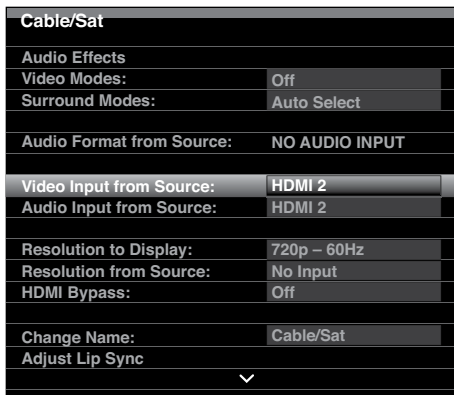 Cable/Sat
Audio Effects
Video Modes: Off
Surround Modes: Auto Select
Audio Format from Source: NO AUDIO INPUT
Video Input from Source: HDMI 2
Audio Input from Source: HDMI 2
Resolution to Display: 720p – 60Hz
Resolution from Source: No Input
HDMI Bypass: Off
Change Name: Cable/Sat
Adjust Lip Sync